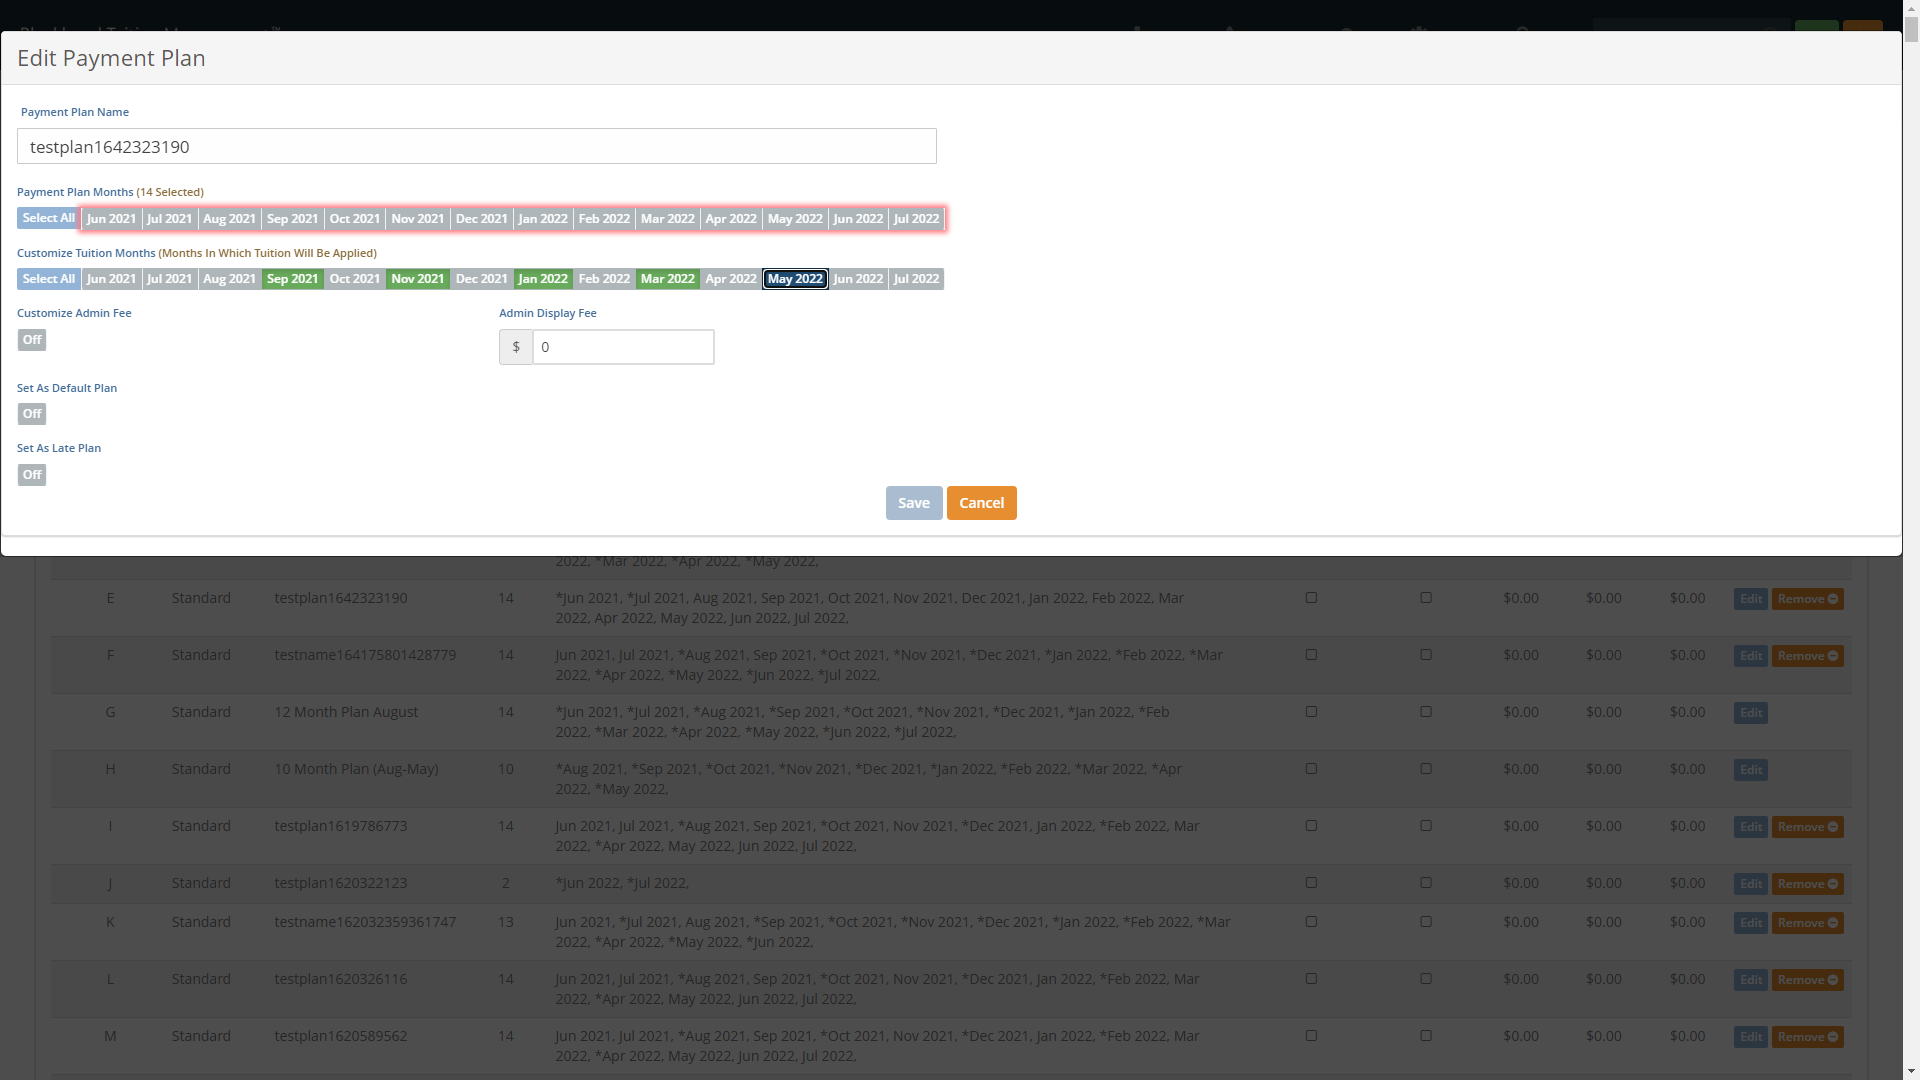 Edit Payment Plan
Payment Plan Name
testplan1642323190
Payment Plan Months (14 Selected)
Select All Jun 2021 Jul 2021 Aug 2021 Sep 2021 Oct 2021 Nov 2021 Dec 2021 Jan 2022 Feb 2022 Mar 2022 Apr 2022 May 2022 Jun 2022 Jul 2022
Customize Tuition Months (Months In Which Tuition Will Be Applied)
Select All Jun 2021 Jul 2021 Aug 2021 Sep 2021 Oct 2021 Nov 2021 Dec 2021 Jan 2022 Feb 2022 Mar 2022 Apr 2022 May 2022 Jun 2022 Jul 2022
Customize Admin Fee Admin Display Fee
Off $ 0
Set As Default Plan
Off
Set As Late Plan
Off
Save Cancel
2022, *Mar 2022, *Apr 2022, *May 2022,
E Standard testplan1642323190 14 *Jun 2021, *Jul 2021, Aug 2021, Sep 2021, Oct 2021, Nov 2021, Dec 2021, Jan 2022, Feb 2022, Mar $0.00 $0.00 $0.00 Edit Remove
2022, Apr 2022, May 2022, Jun 2022, Jul 2022,
F Standard testname164175801428779 14 Jun 2021, Jul 2021, *Aug 2021, Sep 2021, *Oct 2021, *Nov 2021, *Dec 2021, *Jan 2022, *Feb 2022, *Mar $0.00 $0.00 $0.00 Edit Remove
2022, *Apr 2022, *May 2022, *Jun 2022, *Jul 2022,
G Standard 12 Month Plan August 14 *Jun 2021, *Jul 2021, *Aug 2021, *Sep 2021, *Oct 2021, *Nov 2021, *Dec 2021, *Jan 2022, *Feb $0.00 $0.00 $0.00 Edit
2022, *Mar 2022, *Apr 2022, *May 2022, *Jun 2022, *Jul 2022,
H Standard 10 Month Plan (Aug-May) 10 *Aug 2021, *Sep 2021, *Oct 2021, *Nov 2021, *Dec 2021, *Jan 2022, *Feb 2022, *Mar 2022, *Apr $0.00 $0.00 $0.00 Edit
2022, *May 2022,
I Standard testplan1619786773 14 Jun 2021, Jul 2021, *Aug 2021, Sep 2021, *Oct 2021, Nov 2021, *Dec 2021, Jan 2022, *Feb 2022, Mar $0.00 $0.00 $0.00 Edit Remove
2022, *Apr 2022, May 2022, Jun 2022, Jul 2022,
J Standard testplan1620322123 2 *Jun 2022, *Jul 2022, $0.00 $0.00 $0.00 Edit Remove
K Standard testname162032359361747 13 Jun 2021, *Jul 2021, Aug 2021, *Sep 2021, *Oct 2021, *Nov 2021, *Dec 2021, *Jan 2022, *Feb 2022, *Mar $0.00 $0.00 $0.00 Edit Remove
2022, *Apr 2022, *May 2022, *Jun 2022,
L Standard testplan1620326116 14 Jun 2021, Jul 2021, *Aug 2021, Sep 2021, *Oct 2021, Nov 2021, *Dec 2021, Jan 2022, *Feb 2022, Mar $0.00 $0.00 $0.00 Edit Remove
2022, *Apr 2022, May 2022, Jun 2022, Jul 2022,
M Standard testplan1620589562 14 Jun 2021, Jul 2021, *Aug 2021, Sep 2021, *Oct 2021, Nov 2021, *Dec 2021, Jan 2022, *Feb 2022, Mar $0.00 $0.00 $0.00 Edit Remove
2022, *Apr 2022, May 2022, Jun 2022, Jul 2022,